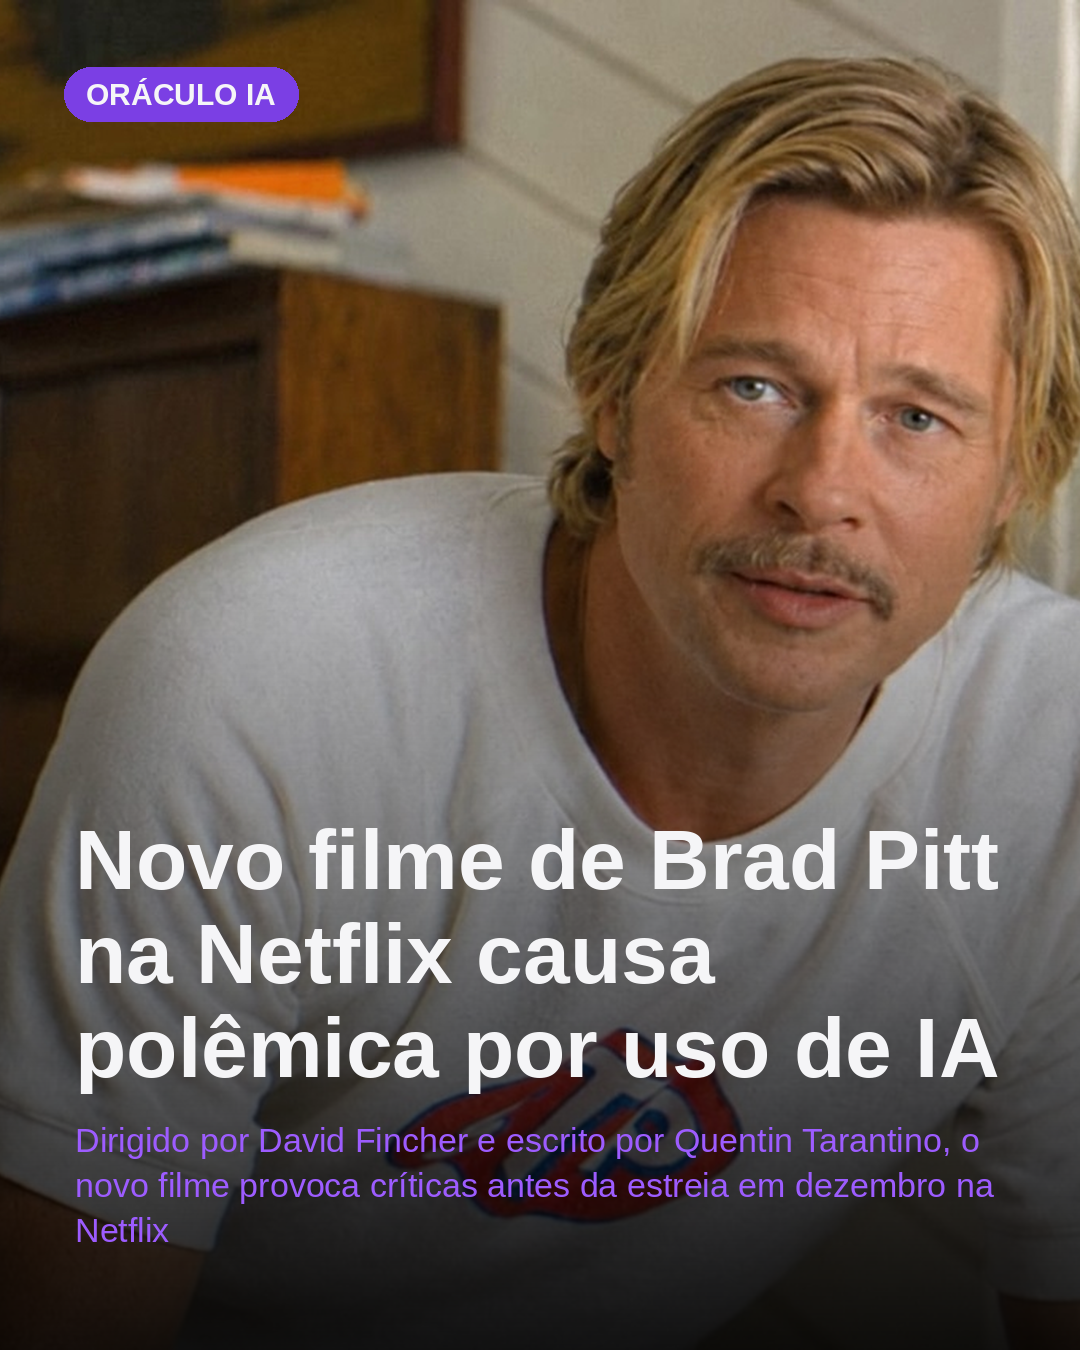 ORÁCULO IA
Novo filme de Brad Pitt
na Netflix causa
polêmica por uso de IA
Dirigido por David Fincher e escrito por Quentin Tarantino, o
novo filme provoca críticas antes da estreia em dezembro na
Netflix